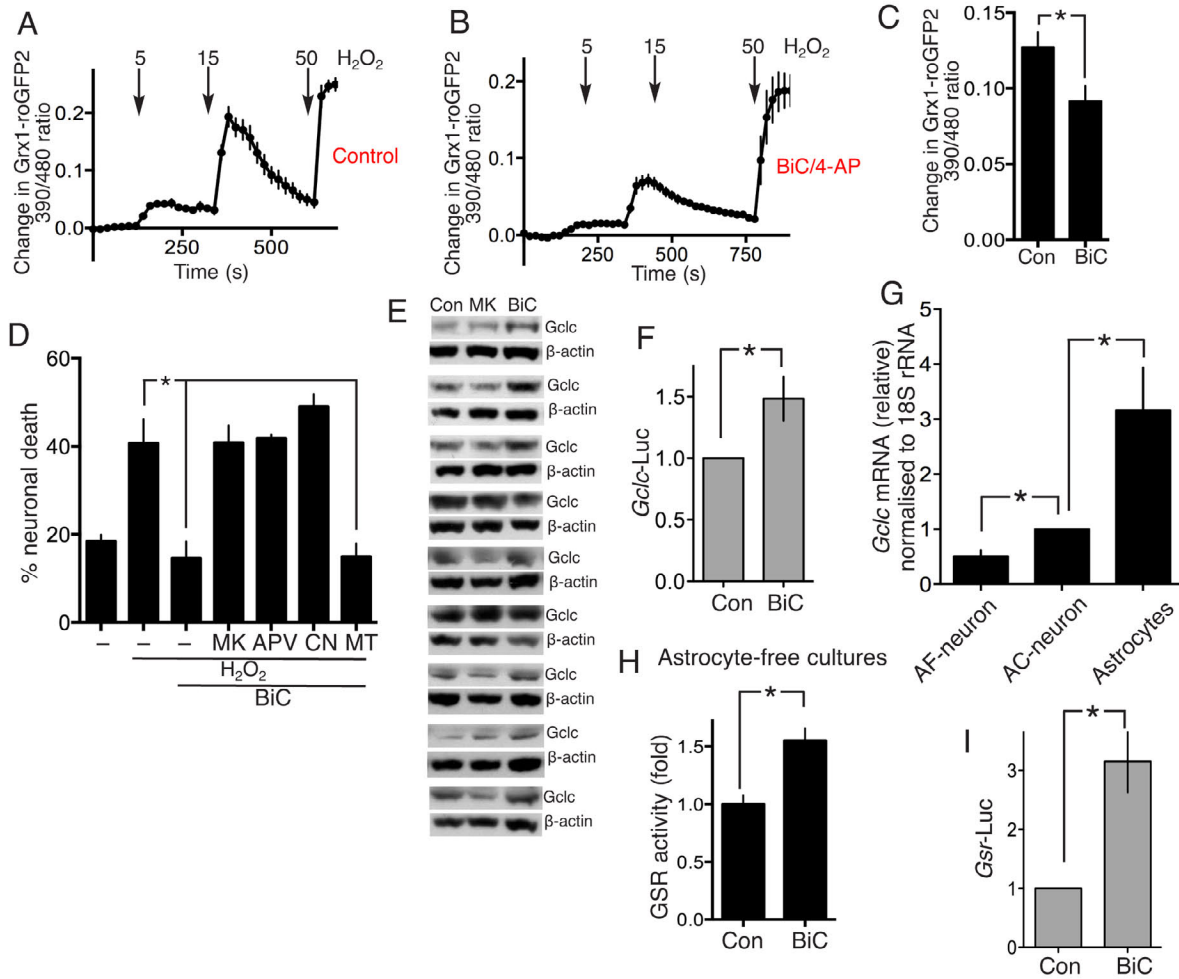 A
5 15 50 H₂O₂
Change in Grx1-roGFP2
390/480 ratio
0.2
0.1
0.0
250 500
Time (s)
Control
B
5 15 50 H₂O₂
Change in Grx1-roGFP2
390/480 ratio
0.2
0.1
0.0
250 500 750
Time (s)
BiC/4-AP
C
Change in Grx1-roGFP2
390/480 ratio
0.15
0.10
0.05
0.00
*
Con BiC
D
% neuronal death
60
40
20
0
*
– – – MK APV CN MT
H₂O₂
BiC
E
Con MK BiC
Gclc
β-actin
Gclc
β-actin
Gclc
β-actin
Gclc
β-actin
Gclc
β-actin
Gclc
β-actin
Gclc
β-actin
Gclc
β-actin
Gclc
β-actin
F
Gclc-Luc
1.5
1.0
0.5
0.0
*
Con BiC
G
Gclc mRNA (relative)
normalised to 18S rRNA
5
4
3
2
1
0
*
*
AF-neuron
AC-neuron
Astrocytes
H Astrocyte-free cultures
GSR activity (fold)
1.5
1.0
0.5
0.0
*
Con BiC
I
Gsr-Luc
3
2
1
0
*
Con BiC